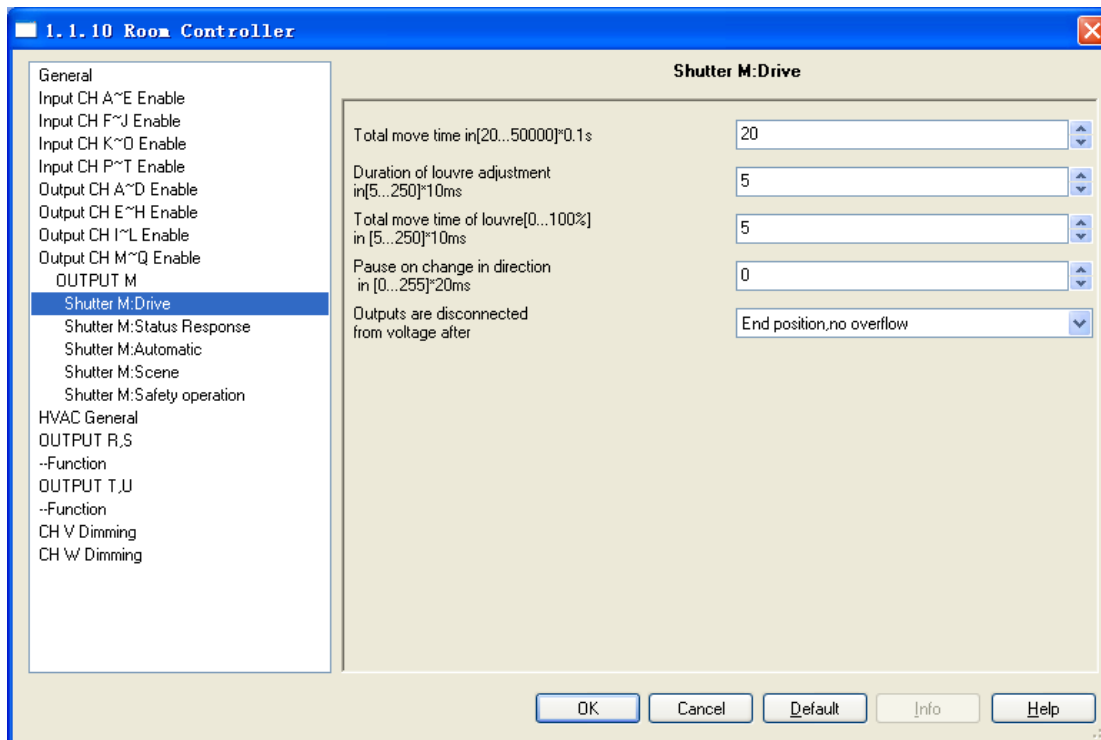 1.1.10 Room Controller
General
Input CH A~E Enable
Input CH F~J Enable
Input CH K~O Enable
Input CH P~T Enable
Output CH A~D Enable
Output CH E~H Enable
Output CH I~L Enable
Output CH M~Q Enable
OUTPUT M
Shutter M:Drive
Shutter M:Status Response
Shutter M:Automatic
Shutter M:Scene
Shutter M:Safety operation
HVAC General
OUTPUT R,S
--Function
OUTPUT T,U
--Function
CH V Dimming
CH W Dimming
Shutter M:Drive
Total move time in[20...50000]*0.1s
20
Duration of louvre adjustment
in[5...250]*10ms
5
Total move time of louvre[0...100%]
in [5...250]*10ms
5
Pause on change in direction
in [0...255]*20ms
0
Outputs are disconnected
from voltage after
End position,no overflow
OK
Cancel
Default
Info
Help